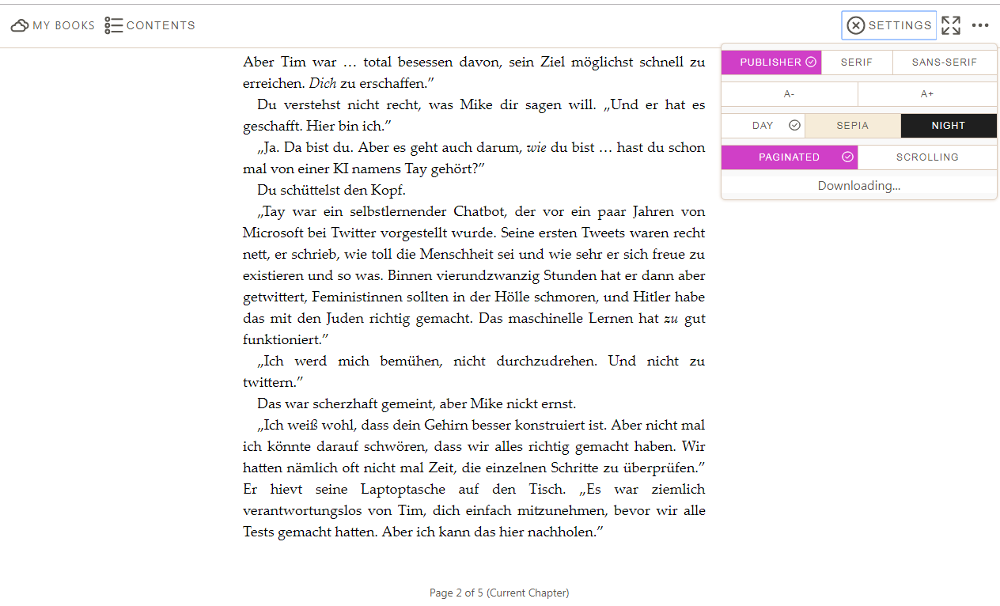 MY BOOKS CONTENTS SETTINGS
PUBLISHER SERIF SANS-SERIF
A- A+
DAY SEPIA NIGHT
PAGINATED SCROLLING
Downloading...
Aber Tim war … total besessen davon, sein Ziel möglichst schnell zu
erreichen. Dich zu erschaffen.”
Du verstehst nicht recht, was Mike dir sagen will. „Und er hat es
geschafft. Hier bin ich.”
„Ja. Da bist du. Aber es geht auch darum, wie du bist … hast du schon
mal von einer KI namens Tay gehört?”
Du schüttelst den Kopf.
„Tay war ein selbstlernender Chatbot, der vor ein paar Jahren von
Microsoft bei Twitter vorgestellt wurde. Seine ersten Tweets waren recht
nett, er schrieb, wie toll die Menschheit sei und wie sehr er sich freue zu
existieren und so was. Binnen vierundzwanzig Stunden hat er dann aber
getwittert, Feministinnen sollten in der Hölle schmoren, und Hitler habe
das mit den Juden richtig gemacht. Das maschinelle Lernen hat zu gut
funktioniert.”
„Ich werd mich bemühen, nicht durchzudrehen. Und nicht zu
twittern.”
Das war scherzhaft gemeint, aber Mike nickt ernst.
„Ich weiß wohl, dass dein Gehirn besser konstruiert ist. Aber nicht mal
ich könnte darauf schwören, dass wir alles richtig gemacht haben. Wir
hatten nämlich oft nicht mal Zeit, die einzelnen Schritte zu überprüfen.”
Er hievt seine Laptoptasche auf den Tisch. „Es war ziemlich
verantwortungslos von Tim, dich einfach mitzunehmen, bevor wir alle
Tests gemacht hatten. Aber ich kann das hier nachholen.”
Page 2 of 5 (Current Chapter)